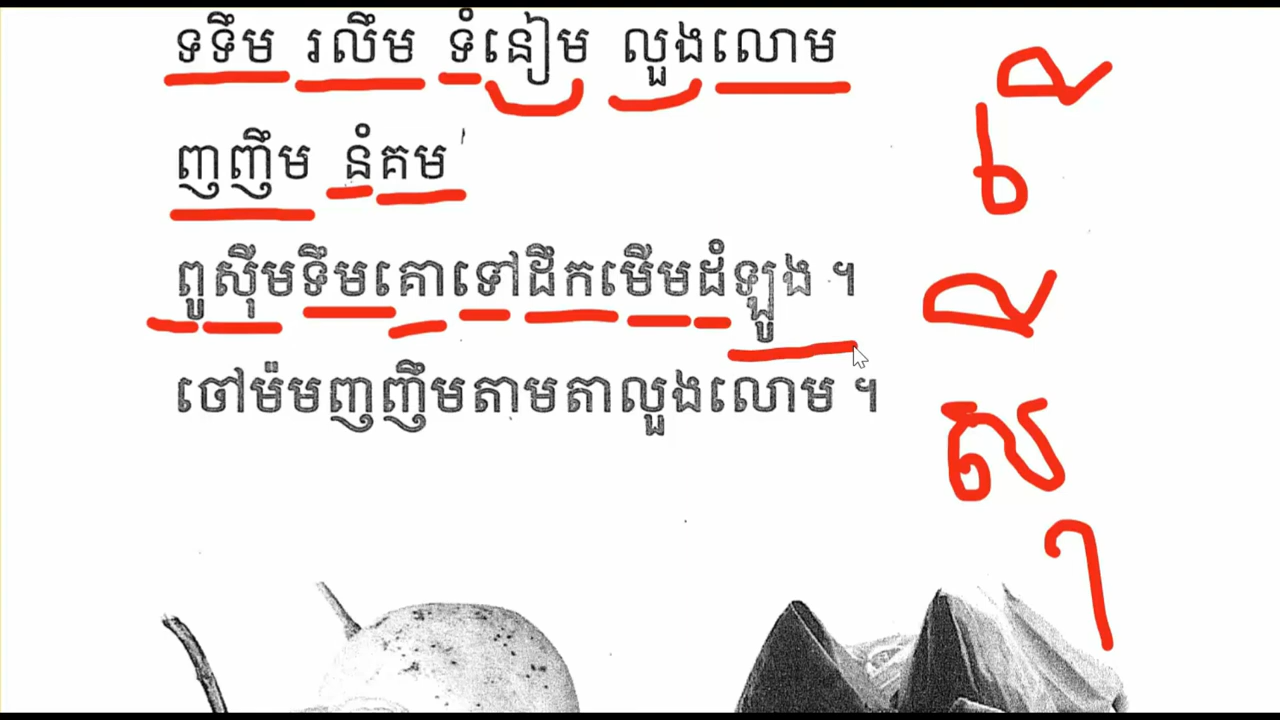 ទទឹម រលឹម ទំនៀម លួងលោម
ញញឹម នំគម
ពូស៊ីមទឹមគោទៅដឹកមើមដំឡូង ។
ចៅម៉មញញឹមតាមតាលួងលោម ។